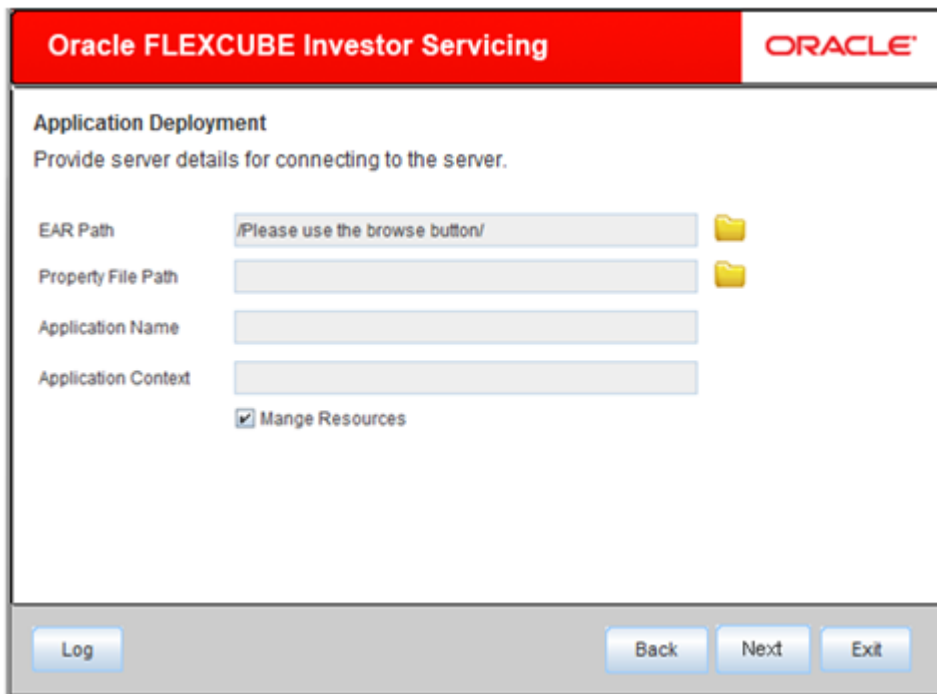 Oracle FLEXCUBE Investor Servicing
ORACLE
Application Deployment
Provide server details for connecting to the server.
EAR Path
/Please use the browse button/
Property File Path
Application Name
Application Context
Mange Resources
Log
Back
Next
Exit